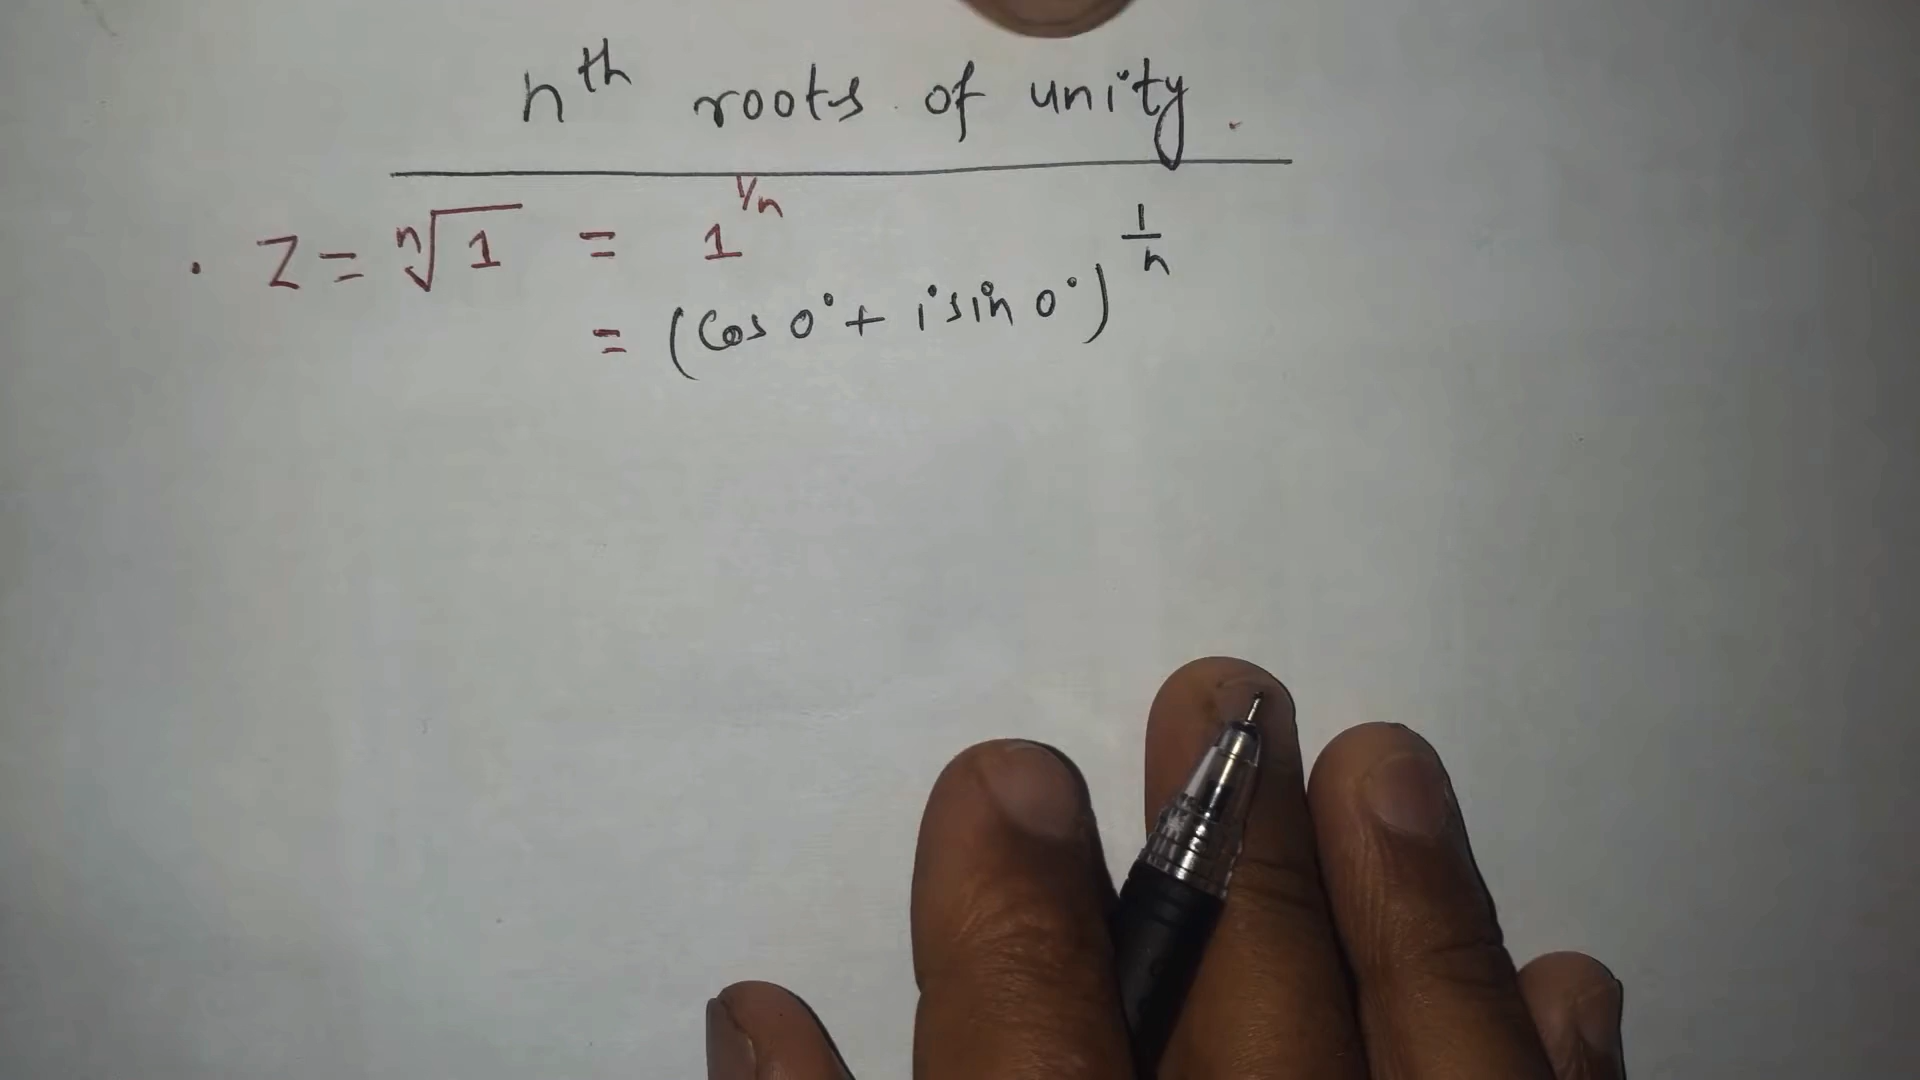 nᵗʰ roots of unity.
. Z = ⁿ√1 = 1^(1/n)
= (Cos 0° + i sin 0°)^(1/n)